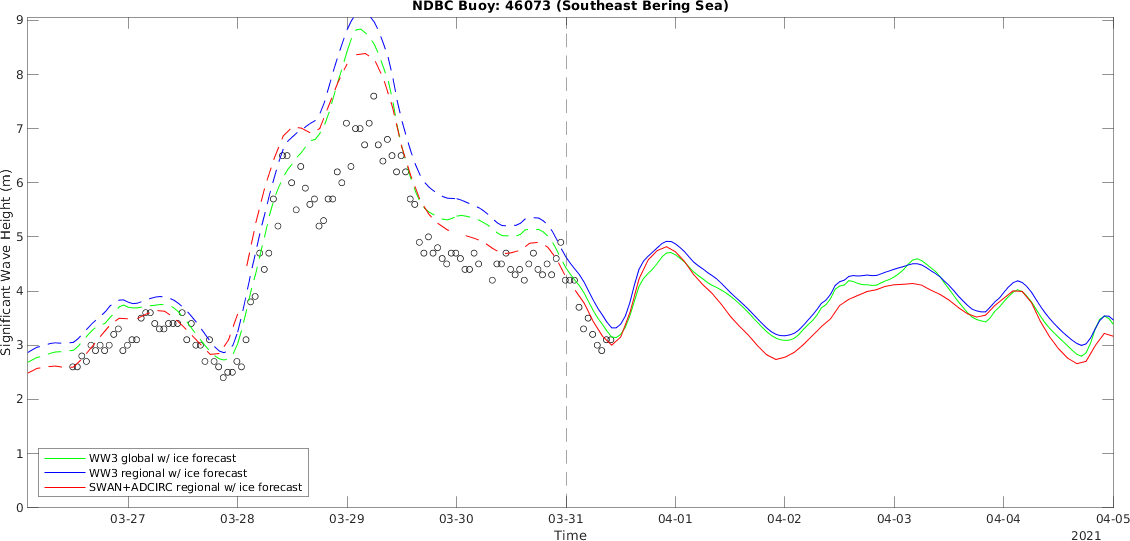 NDBC Buoy: 46073 (Southeast Bering Sea)
9
8
7
6
5
4
3
2
1
0
Significant Wave Height (m)
WW3 global w/ ice forecast
WW3 regional w/ ice forecast
SWAN+ADCIRC regional w/ ice forecast
03-27 03-28 03-29 03-30 03-31 04-01 04-02 04-03 04-04 04-05
Time
2021